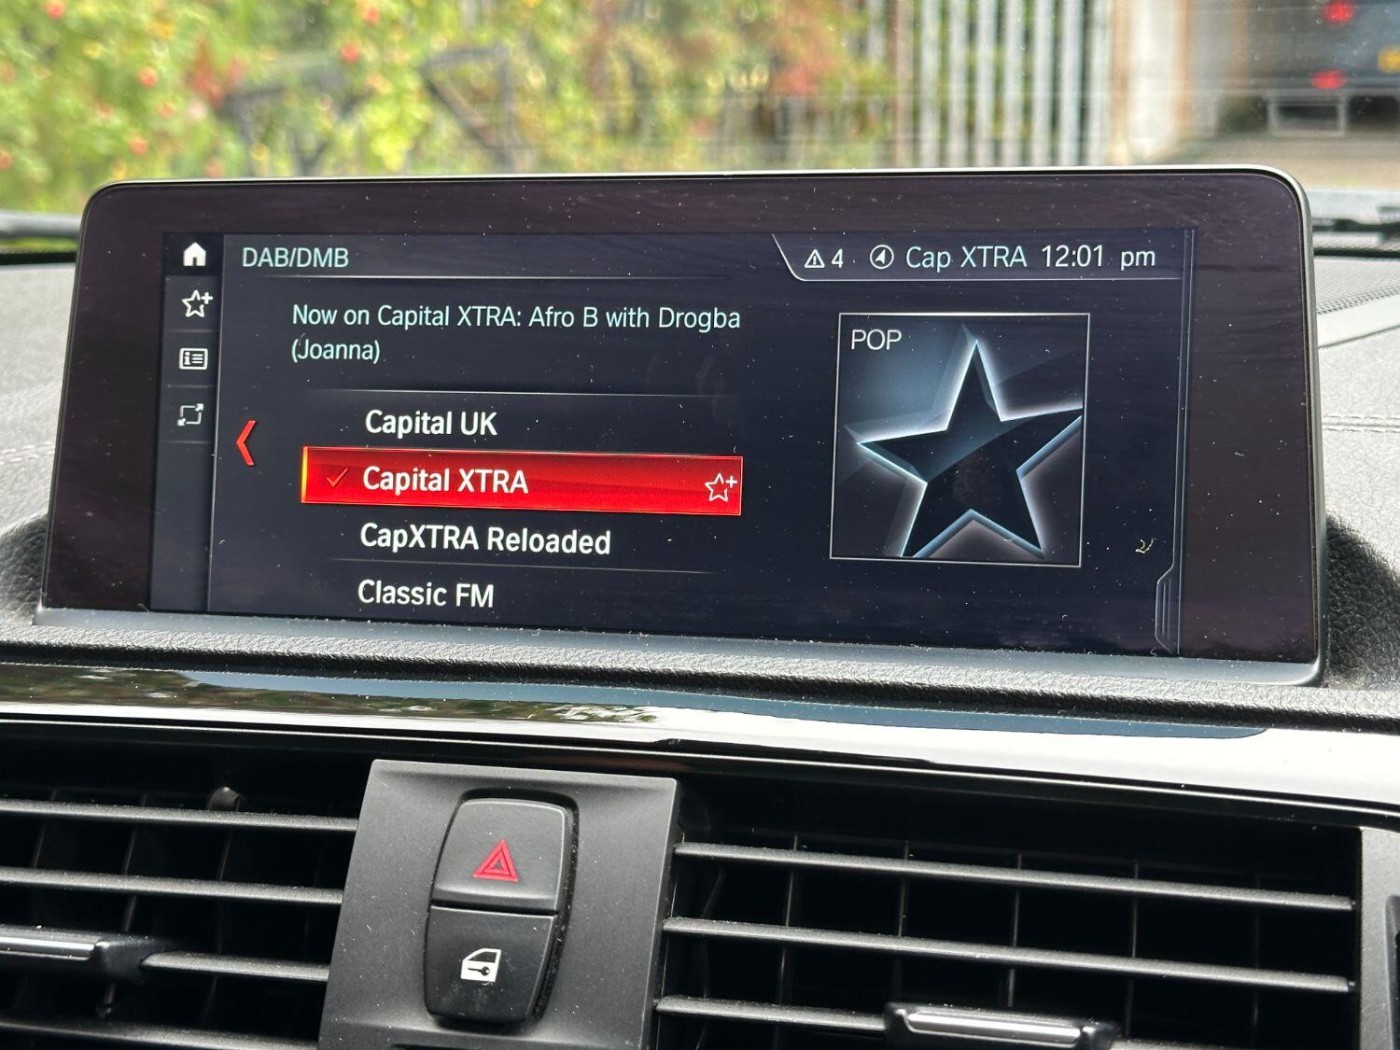 DAB/DMB
4 Cap XTRA 12:01 pm
Now on Capital XTRA: Afro B with Drogba
(Joanna)
POP
Capital UK
Capital XTRA
CapXTRA Reloaded
Classic FM